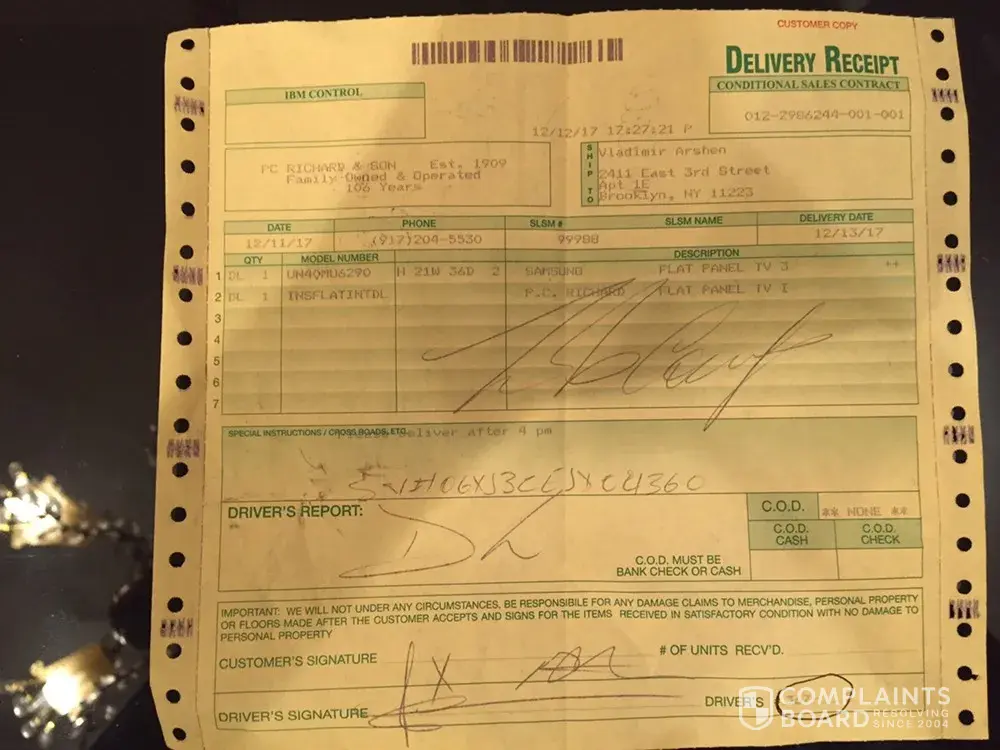 CUSTOMER COPY
DELIVERY RECEIPT
IBM CONTROL
CONDITIONAL SALES CONTRACT
012-2986244-001-001
12/12/17 17:27:21 P
PC RICHARD & SON Est. 1909
Family Owned & Operated
106 Years
SHIP TO
Vladimir Arshen
2411 East 3rd Street
Apt 1E
Brooklyn, NY 11223
DATE PHONE SLSM # SLSM NAME DELIVERY DATE
12/11/17 (917)204-5530 99988 12/13/17
QTY MODEL NUMBER DESCRIPTION
1 DL 1 UN40MU6290 H 21W 36D 2 SAMSUNG FLAT PANEL TV 3 ++
2 DL 1 INSFLATINTDL P.C. RICHARD FLAT PANEL TV I
3
4
5
6
7
SPECIAL INSTRUCTIONS / CROSS ROADS, ETC. Please deliver after 4 pm
DRIVER'S REPORT:
C.O.D. ** NONE **
C.O.D. CASH C.O.D. CHECK
C.O.D. MUST BE
BANK CHECK OR CASH
IMPORTANT: WE WILL NOT UNDER ANY CIRCUMSTANCES, BE RESPONSIBLE FOR ANY DAMAGE CLAIMS TO MERCHANDISE, PERSONAL PROPERTY
OR FLOORS MADE AFTER THE CUSTOMER ACCEPTS AND SIGNS FOR THE ITEMS RECEIVED IN SATISFACTORY CONDITION WITH NO DAMAGE TO
PERSONAL PROPERTY
CUSTOMER'S SIGNATURE X # OF UNITS RECV'D.
DRIVER'S SIGNATURE DRIVER'S
COMPLAINTS
BOARD RESOLVING
SINCE 2004